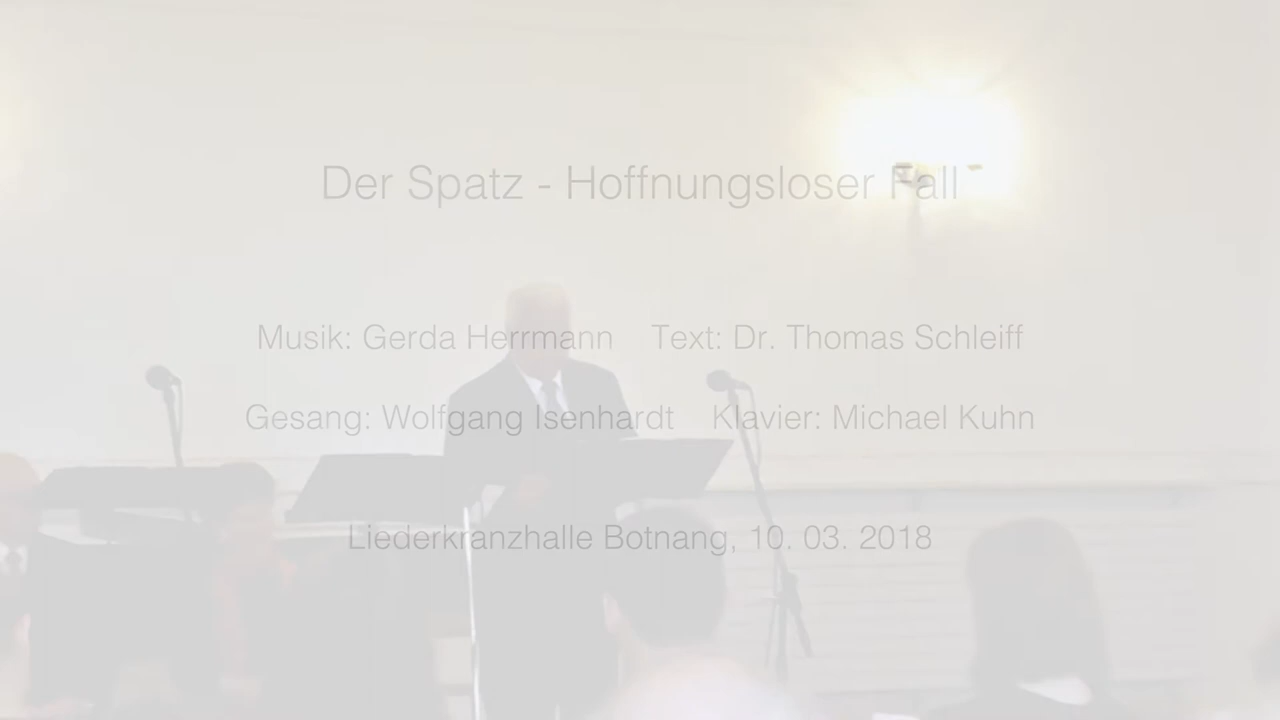 Der Spatz - Hoffnungsloser Fall
Musik: Gerda Herrmann Text: Dr. Thomas Schleiff
Gesang: Wolfgang Isenhardt Klavier: Michael Kuhn
Liederkranzhalle Botnang, 10. 03. 2018